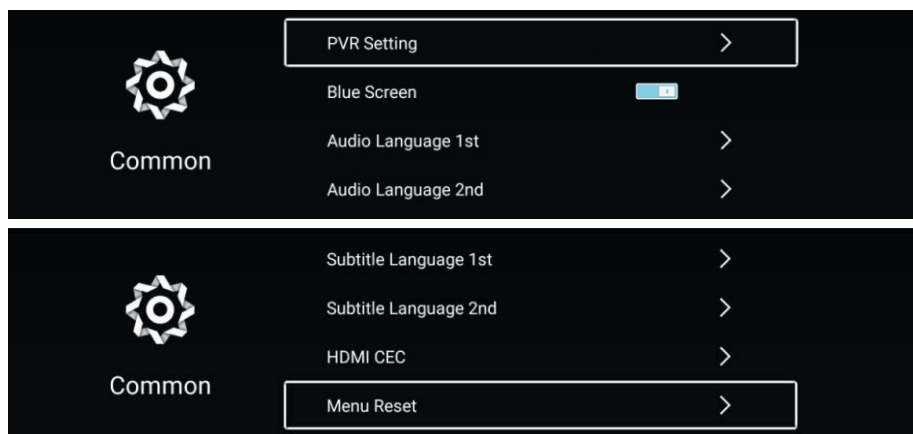 PVR Setting
Blue Screen
Audio Language 1st
Common
Audio Language 2nd
Subtitle Language 1st
Subtitle Language 2nd
HDMI CEC
Common
Menu Reset